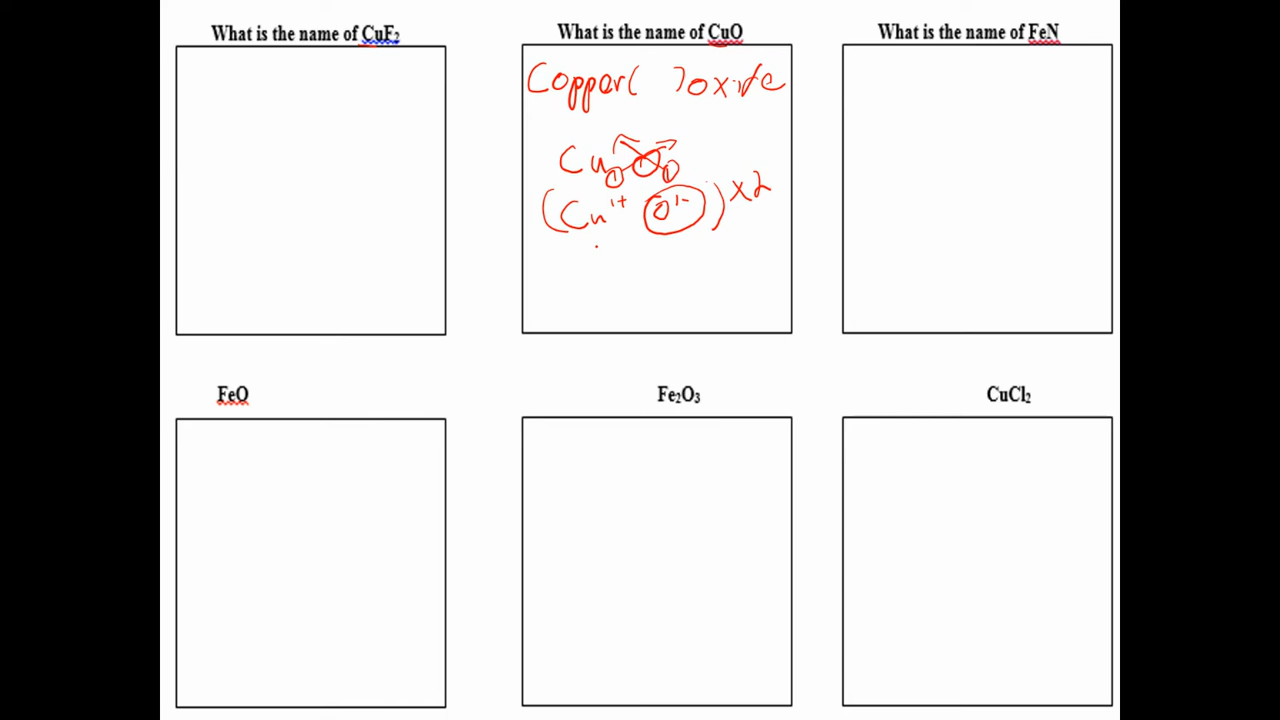 What is the name of CuF₂
What is the name of CuO
What is the name of FeN
Copper( ) oxide
Cu₁O₁
(Cu¹⁺ O¹⁻) x2
FeO
Fe₂O₃
CuCl₂